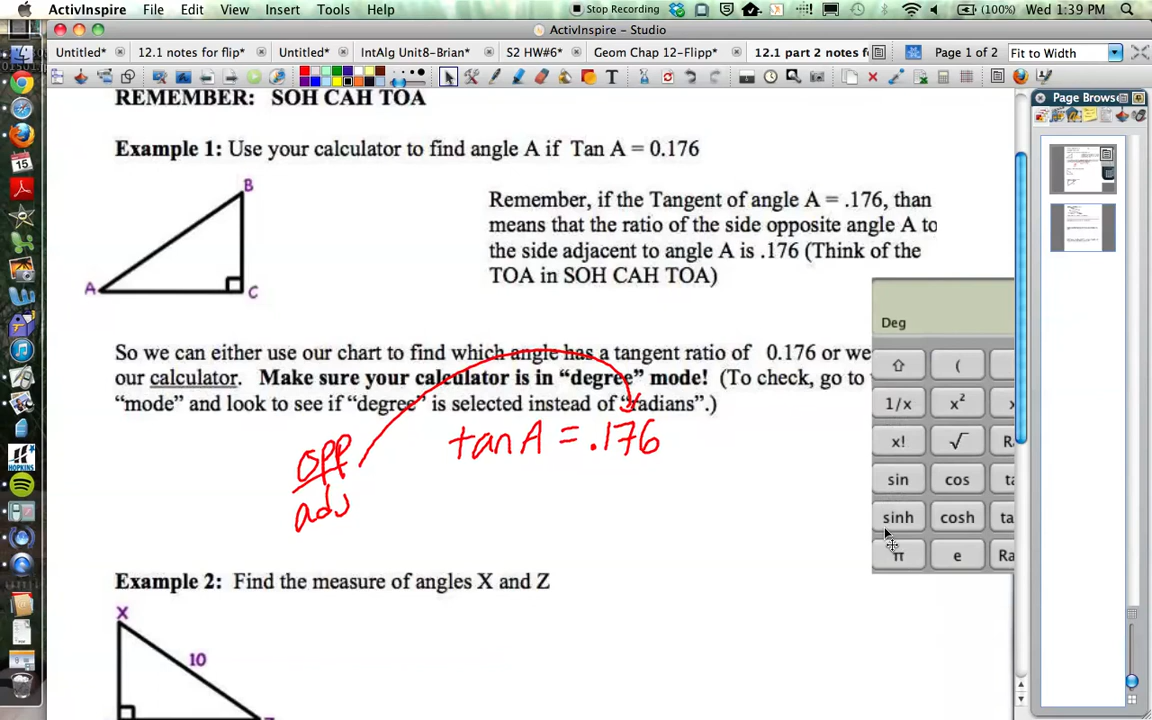 ActivInspire File Edit View Insert Tools Help Stop Recording (100%) Wed 1:39 PM
ActivInspire – Studio
Untitled* 12.1 notes for flip* Untitled* IntAlg Unit8-Brian* S2 HW#6* Geom Chap 12-Flipp* 12.1 part 2 notes f Page 1 of 2 Fit to Width
Page Brows
REMEMBER: SOH CAH TOA
Example 1: Use your calculator to find angle A if Tan A = 0.176
B
A
C
Remember, if the Tangent of angle A = .176, than
means that the ratio of the side opposite angle A to
the side adjacent to angle A is .176 (Think of the
TOA in SOH CAH TOA)
So we can either use our chart to find which angle has a tangent ratio of 0.176 or we
our calculator. Make sure your calculator is in “degree” mode! (To check, go to
“mode” and look to see if “degree” is selected instead of “radians”.)
opp
adj
tan A = .176
Deg
(
1/x x²
x! √
sin cos
sinh cosh
π e
Example 2: Find the measure of angles X and Z
X
10
15